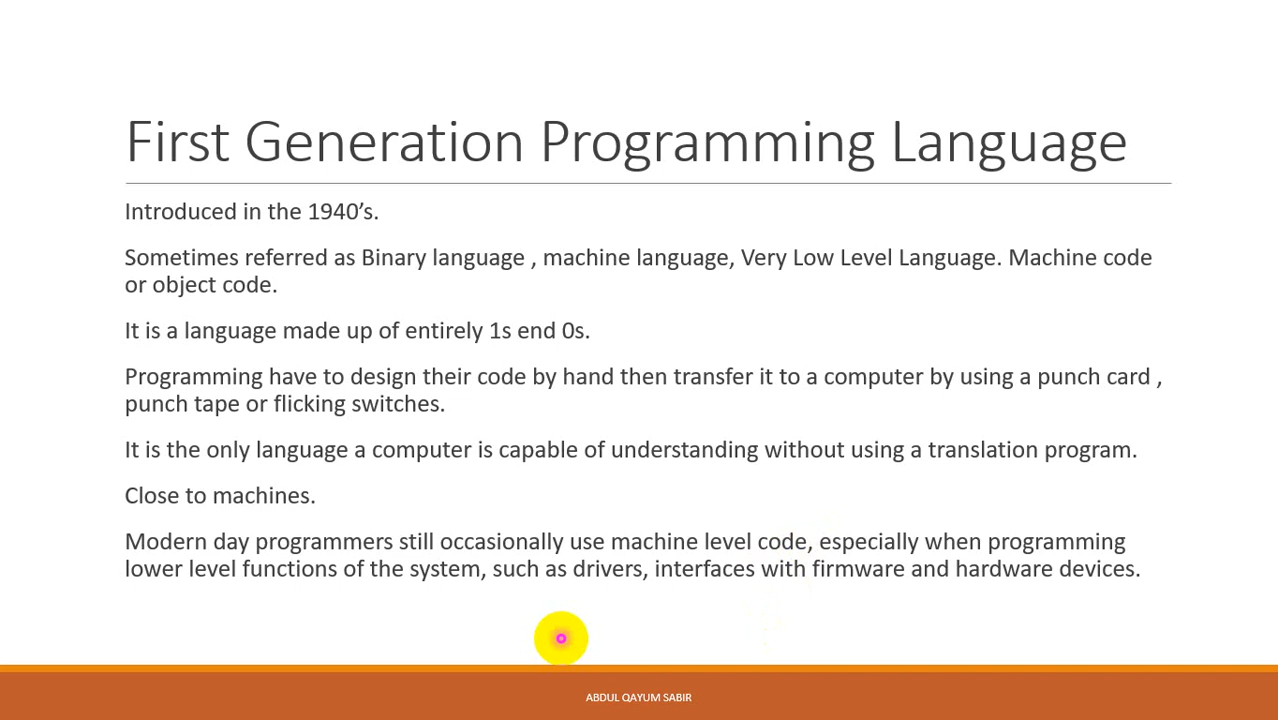 First Generation Programming Language
Introduced in the 1940’s.
Sometimes referred as Binary language , machine language, Very Low Level Language. Machine code
or object code.
It is a language made up of entirely 1s end 0s.
Programming have to design their code by hand then transfer it to a computer by using a punch card ,
punch tape or flicking switches.
It is the only language a computer is capable of understanding without using a translation program.
Close to machines.
Modern day programmers still occasionally use machine level code, especially when programming
lower level functions of the system, such as drivers, interfaces with firmware and hardware devices.
ABDUL QAYUM SABIR